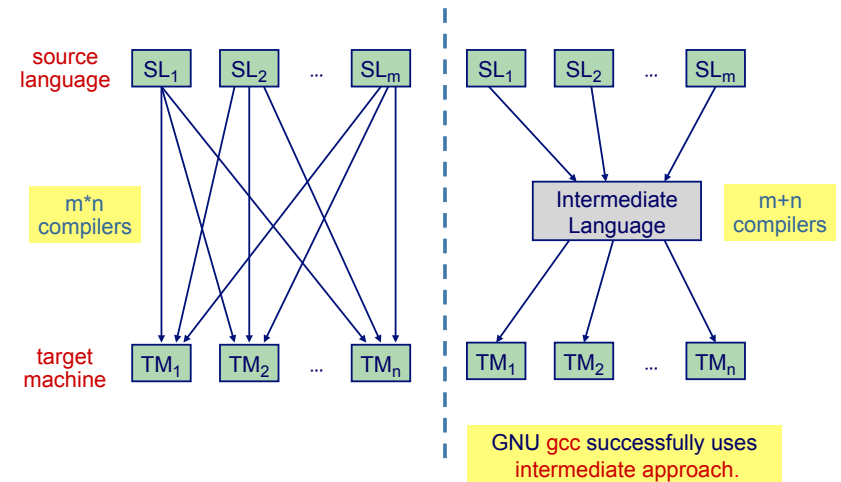 source
language
SL₁
SL₂
...
SLₘ
m*n
compilers
target
machine
TM₁
TM₂
...
TMₙ
SL₁
SL₂
...
SLₘ
Intermediate
Language
m+n
compilers
TM₁
TM₂
...
TMₙ
GNU gcc successfully uses
intermediate approach.